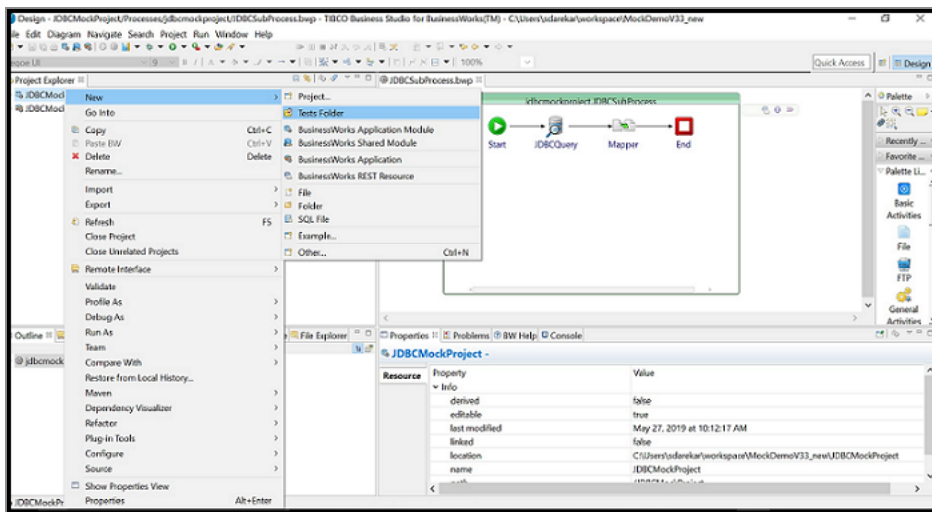 Design - JDBCMockProject/Processes/jdbcmockproject/JDBCSubProcess.bwp - TIBCO Business Studio for BusinessWorks(TM) - C:\Users\sdarekar\workspace\MockDemoV33_new
Edit Diagram Navigate Search Project Run Window Help
100%
Quick Access
Design
Project Explorer
JDBCMod
JDBCMod
New
Go Into
Copy Ctrl+C
Paste BW Ctrl+V
Delete Delete
Rename...
Import
Export
Refresh F5
Close Project
Close Unrelated Projects
Remote Interface
Validate
Profile As
Debug As
Run As
Team
Compare With
Restore from Local History...
Maven
Dependency Visualizer
Refactor
Plug-in Tools
Configure
Source
Show Properties View
Properties Alt+Enter
Project...
Tests Folder
BusinessWorks Application Module
BusinessWorks Shared Module
BusinessWorks Application
BusinessWorks REST Resource
File
Folder
SQL File
Example...
Other... Ctrl+N
JDBCSubProcess.bwp
jdbcmockproject.JDBCSubProcess
Start
JDBCQuery
Mapper
End
Palette
Recently ...
Favorite ...
Palette Li...
Basic
Activities
File
FTP
General
Activities
Outline
jdbcmock
File Explorer
Properties
Problems
BW Help
Console
JDBCMockProject -
Resource
Property Value
Info
derived false
editable true
last modified May 27, 2019 at 10:12:17 AM
linked false
location C:\Users\sdarekar\workspace\MockDemoV33_new\JDBCMockProject
name JDBCMockProject
JDBCMockPr